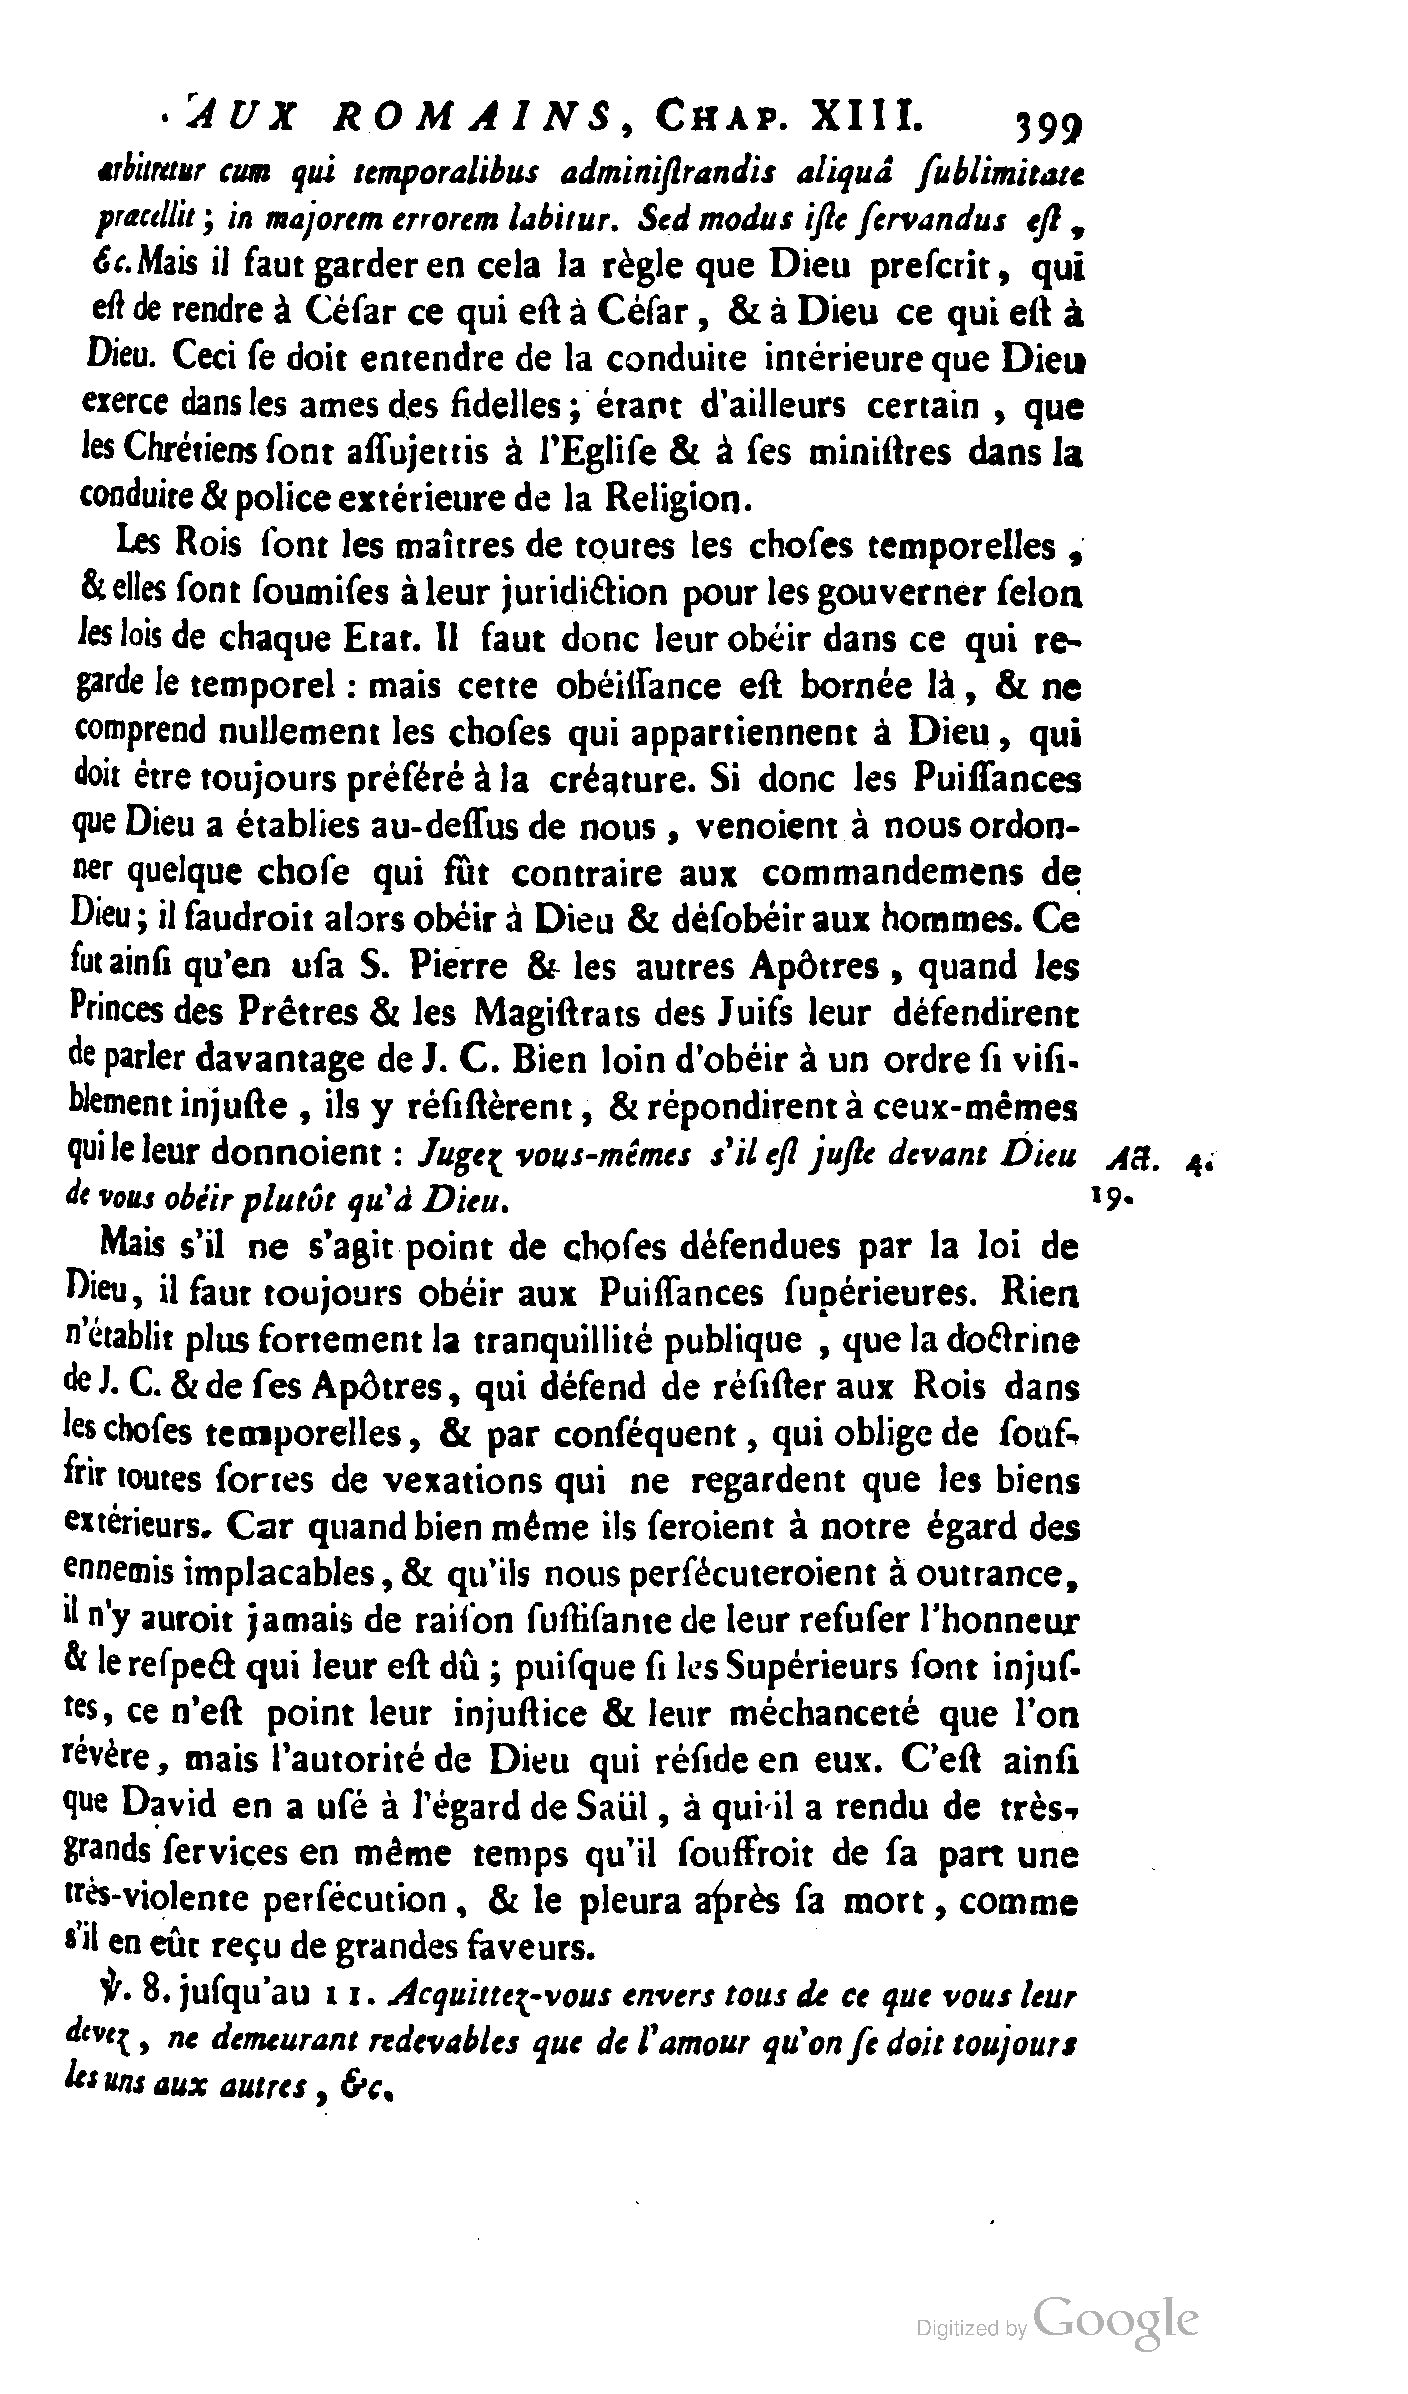 AUX ROMAINS, CHAP. XIII. 399
arbitretur eum qui temporalibus adminiſtrandis aliquâ ſublimitate
præcellit ; in majorem errorem labitur. Sed modus iſte ſervandus eſt ,
&c. Mais il faut garder en cela la règle que Dieu preſcrit, qui
eſt de rendre à Céſar ce qui eſt à Céſar , & à Dieu ce qui eſt à
Dieu. Ceci ſe doit entendre de la conduite intérieure que Dieu
exerce dans les ames des fidelles ; étant d'ailleurs certain , que
les Chrétiens ſont aſſujettis à l'Egliſe & à ſes miniſtres dans la
conduite & police extérieure de la Religion.
Les Rois ſont les maîtres de toutes les choſes temporelles ,
& elles ſont ſoumiſes à leur juridiction pour les gouverner ſelon
les lois de chaque Etat. Il faut donc leur obéir dans ce qui re-
garde le temporel : mais cette obéiſſance eſt bornée là , & ne
comprend nullement les choſes qui appartiennent à Dieu , qui
doit être toujours préféré à la créature. Si donc les Puiſſances
que Dieu a établies au-deſſus de nous , venoient à nous ordon-
ner quelque choſe qui fût contraire aux commandemens de
Dieu ; il faudroit alors obéir à Dieu & déſobéir aux hommes. Ce
fut ainſi qu'en uſa S. Pierre & les autres Apôtres , quand les
Princes des Prêtres & les Magiſtrats des Juifs leur défendirent
de parler davantage de J. C. Bien loin d'obéir à un ordre ſi viſi-
blement injuſte , ils y réſiſtèrent , & répondirent à ceux-mêmes
qui le leur donnoient : Jugez vous-mêmes s'il eſt juſte devant Dieu Act. 4.
de vous obéir plutôt qu'à Dieu. 19.
Mais s'il ne s'agit point de choſes défendues par la loi de
Dieu, il faut toujours obéir aux Puiſſances ſupérieures. Rien
n'établit plus fortement la tranquillité publique , que la doctrine
de J. C. & de ſes Apôtres, qui défend de réſiſter aux Rois dans
les choſes temporelles, & par conſéquent , qui oblige de ſouf-
frir toutes ſortes de vexations qui ne regardent que les biens
extérieurs. Car quand bien même ils ſeroient à notre égard des
ennemis implacables , & qu'ils nous perſécuteroient à outrance,
il n'y auroit jamais de raiſon ſuffiſante de leur refuſer l'honneur
& le reſpect qui leur eſt dû ; puiſque ſi les Supérieurs ſont injuſ-
tes, ce n'eſt point leur injuſtice & leur méchanceté que l'on
révère, mais l'autorité de Dieu qui réſide en eux. C'eſt ainſi
que David en a uſé à l'égard de Saül , à qui il a rendu de très-
grands ſervices en même temps qu'il ſouffroit de ſa part une
très-violente perſécution , & le pleura après ſa mort , comme
s'il en eût reçu de grandes faveurs.
℣. 8. juſqu'au 11. Acquittez-vous envers tous de ce que vous leur
devez , ne demeurant redevables que de l'amour qu'on ſe doit toujours
les uns aux autres , &c.
Digitized by Google